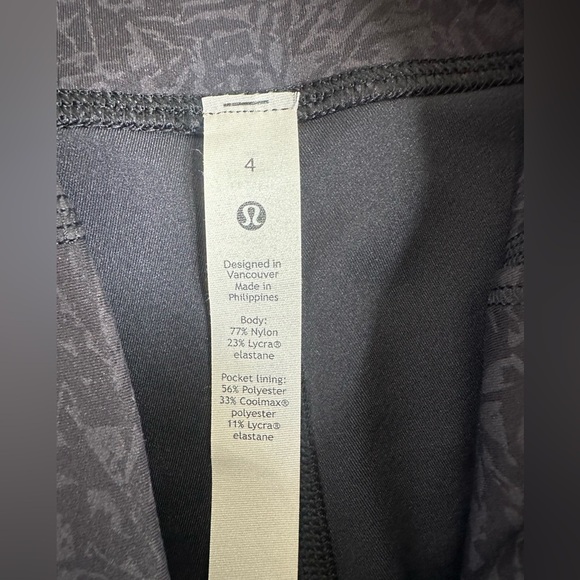 4
Designed in
Vancouver
Made in
Philippines
Body:
77% Nylon
23% Lycra®
elastane
Pocket lining:
56% Polyester
33% Coolmax®
polyester
11% Lycra®
elastane